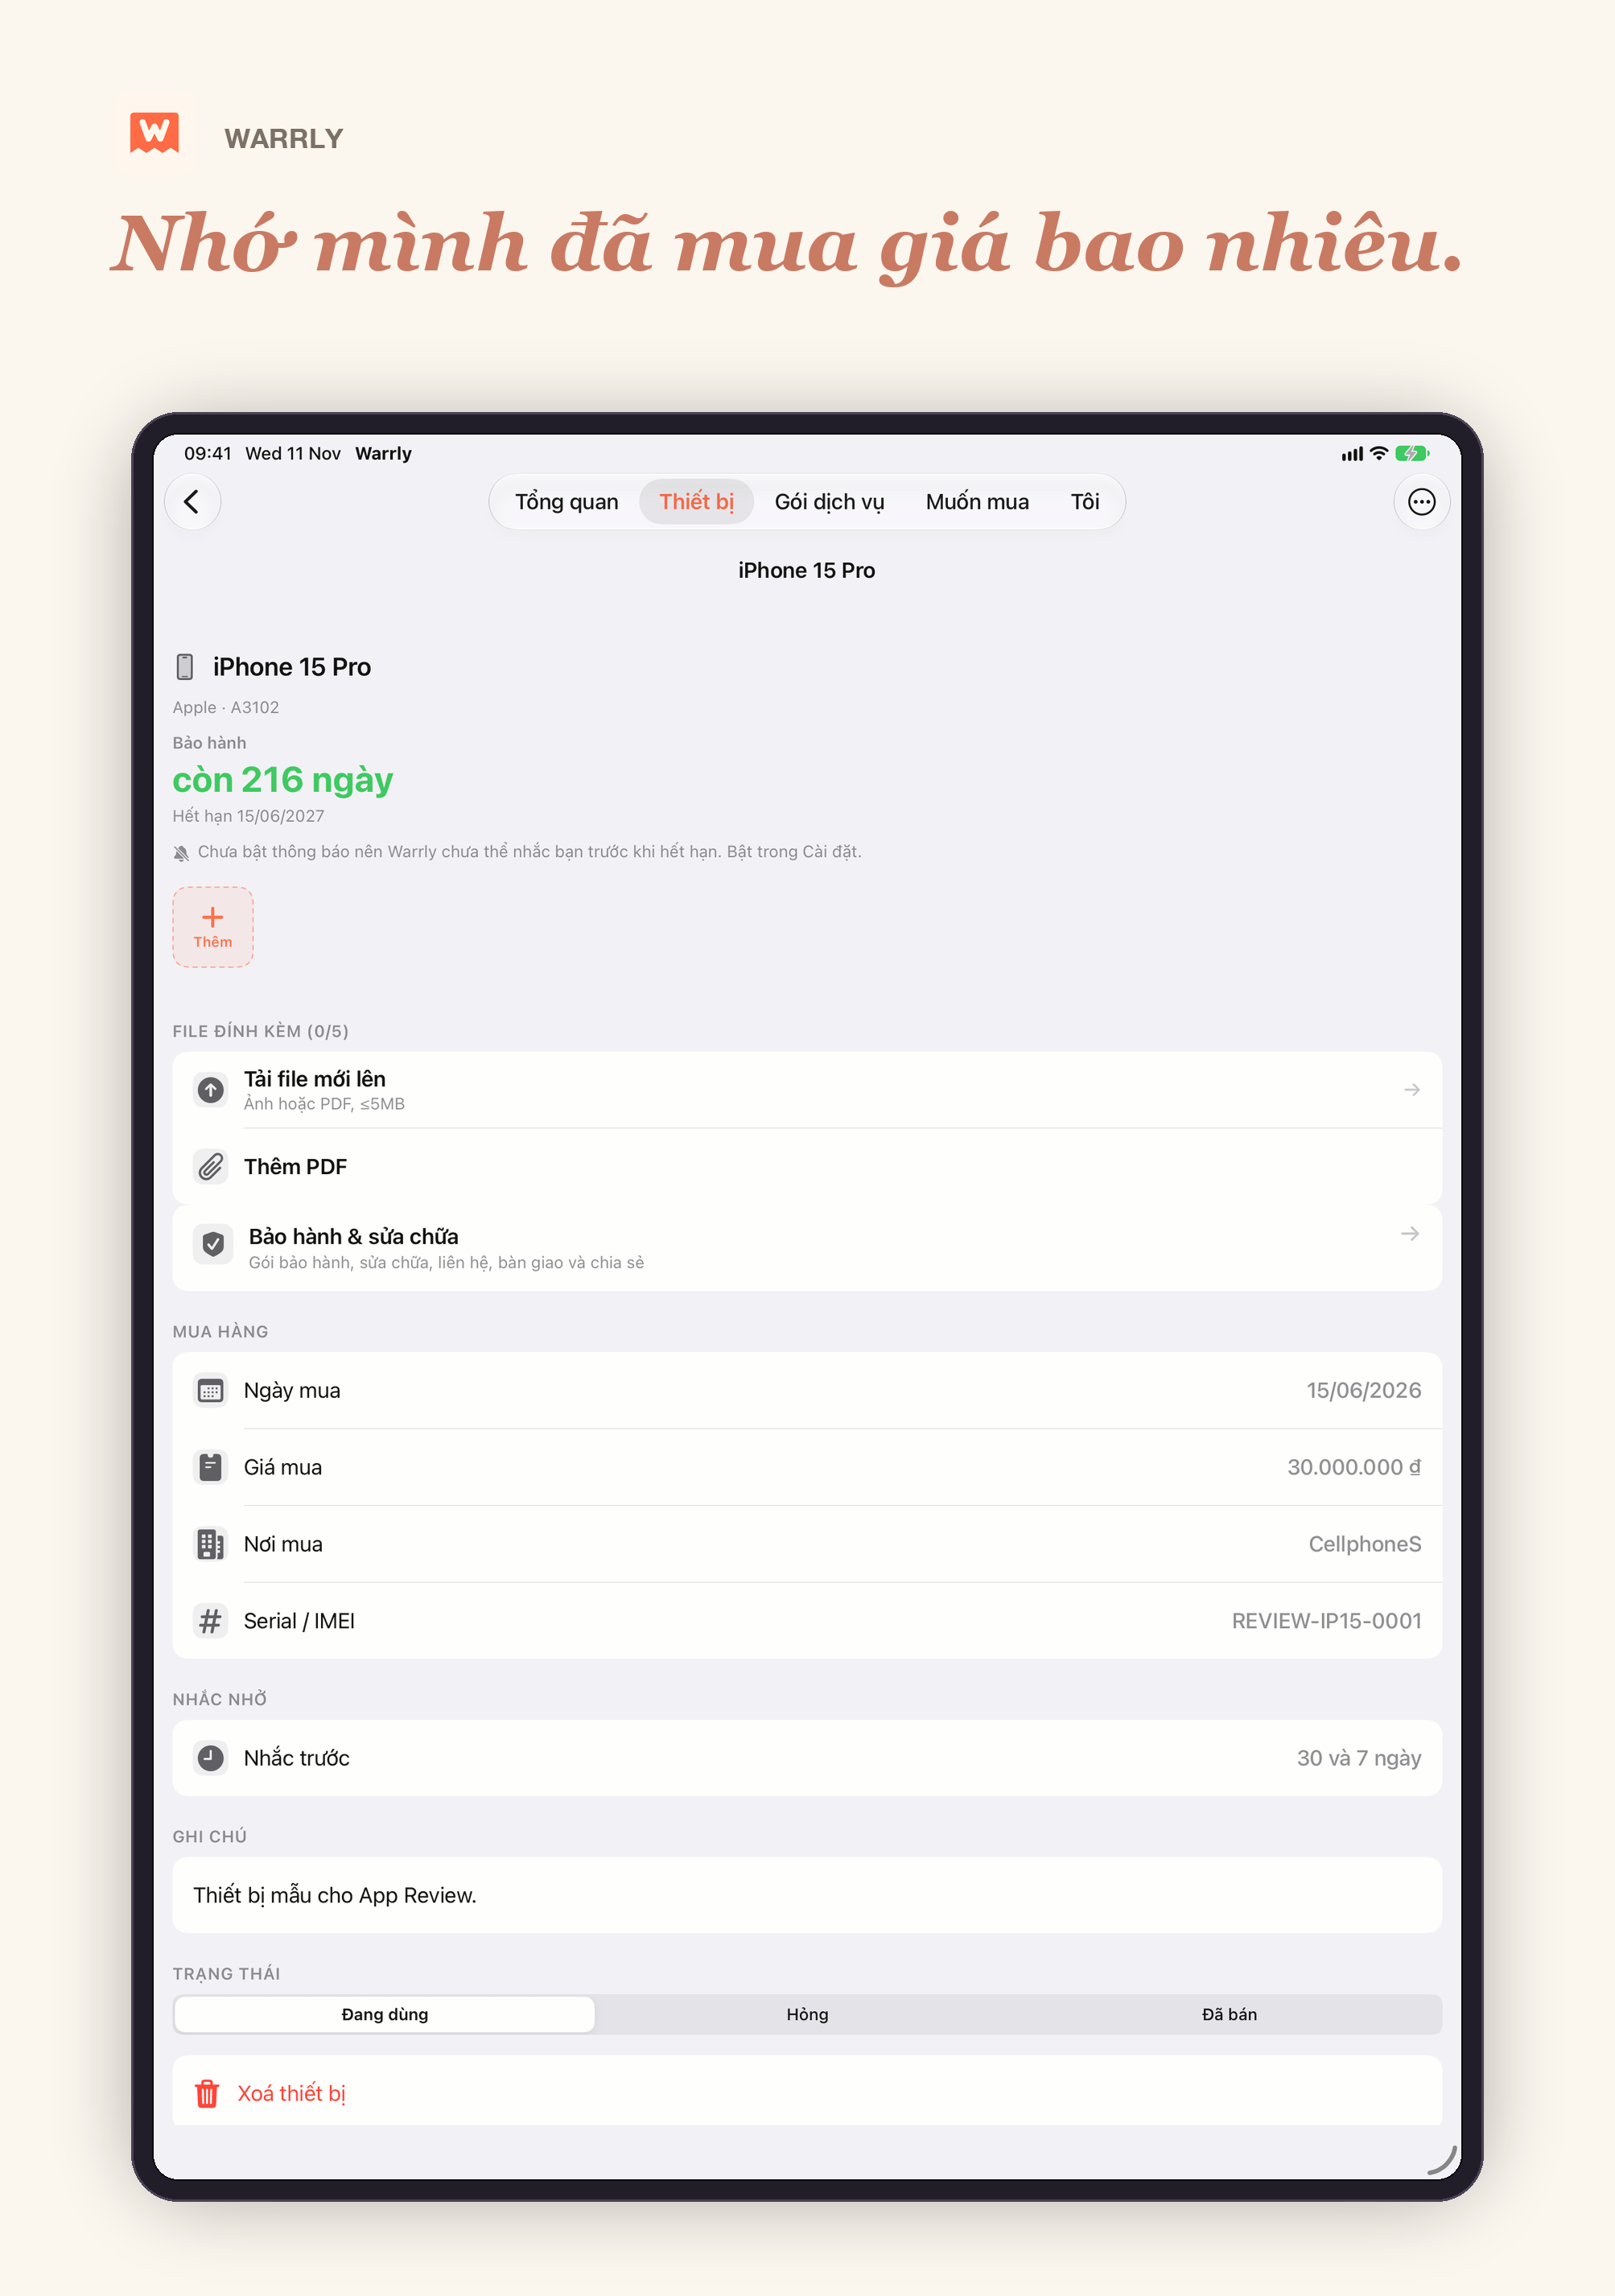 WARRLY
Nhớ mình đã mua giá bao nhiêu.
09:41 Wed 11 Nov Warrly
Tổng quan Thiết bị Gói dịch vụ Muốn mua Tôi
iPhone 15 Pro
iPhone 15 Pro
Apple · A3102
Bảo hành
còn 216 ngày
Hết hạn 15/06/2027
Chưa bật thông báo nên Warrly chưa thể nhắc bạn trước khi hết hạn. Bật trong Cài đặt.
Thêm
FILE ĐÍNH KÈM (0/5)
Tải file mới lên
Ảnh hoặc PDF, ≤5MB
Thêm PDF
Bảo hành & sửa chữa
Gói bảo hành, sửa chữa, liên hệ, bàn giao và chia sẻ
MUA HÀNG
Ngày mua 15/06/2026
Giá mua 30.000.000 ₫
Nơi mua CellphoneS
Serial / IMEI REVIEW-IP15-0001
NHẮC NHỞ
Nhắc trước 30 và 7 ngày
GHI CHÚ
Thiết bị mẫu cho App Review.
TRẠNG THÁI
Đang dùng Hỏng Đã bán
Xoá thiết bị